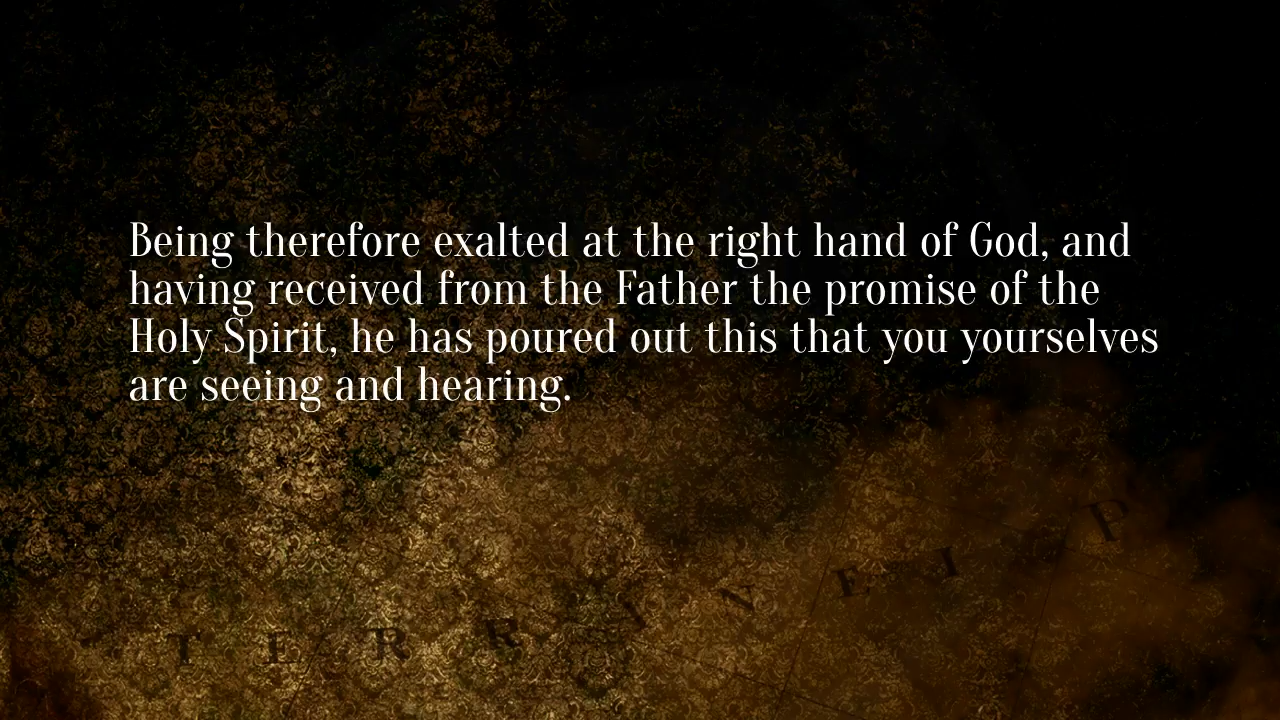 Being therefore exalted at the right hand of God, and
having received from the Father the promise of the
Holy Spirit, he has poured out this that you yourselves
are seeing and hearing.